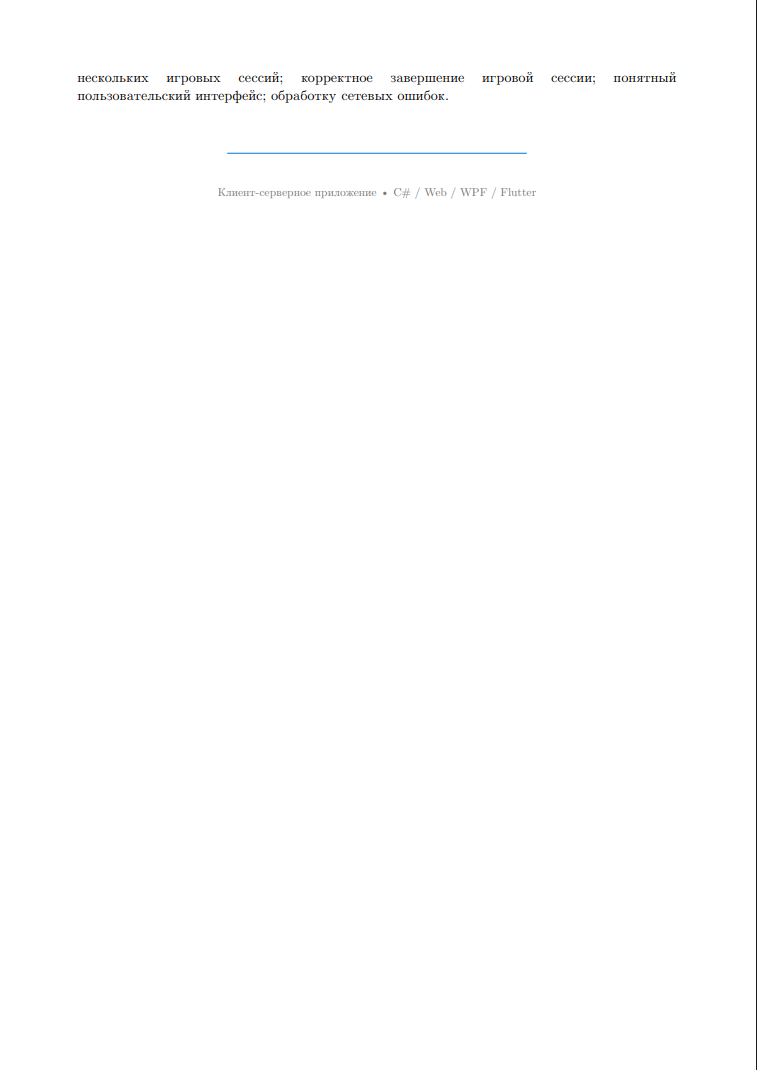 нескольких игровых сессий; корректное завершение игровой сессии; понятный
пользовательский интерфейс; обработку сетевых ошибок.
Клиент-серверное приложение • C# / Web / WPF / Flutter